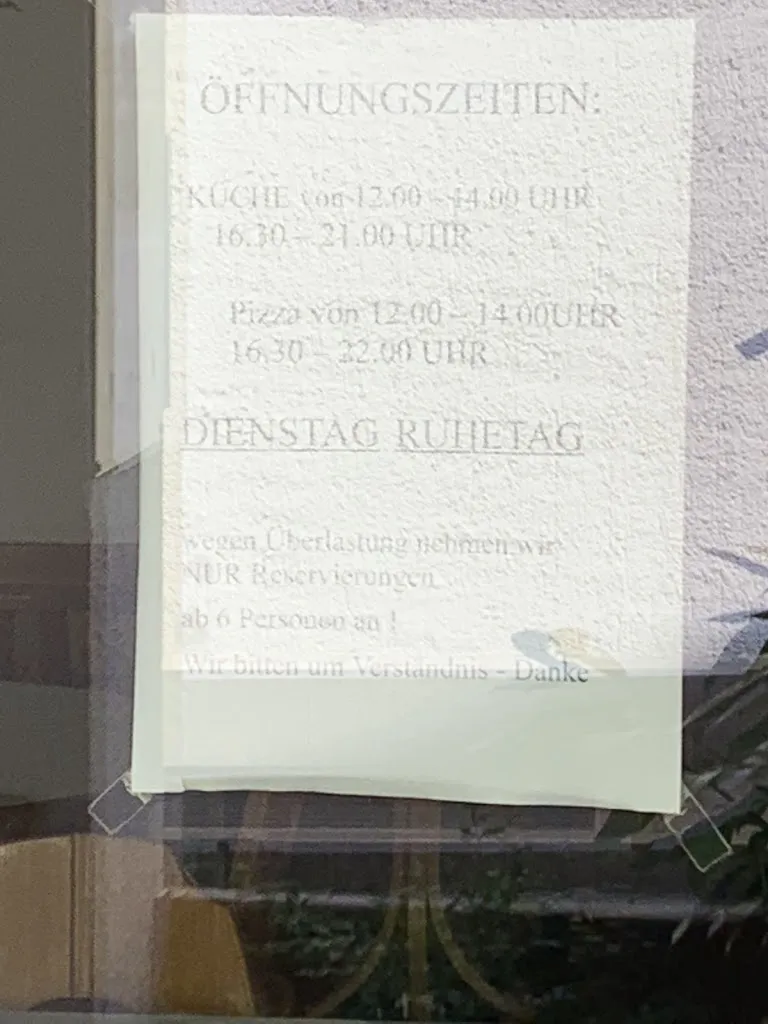 ÖFFNUNGSZEITEN:
KÜCHE von 12.00 – 14.00 UHR
16.30 – 21.00 UHR
Pizza von 12.00 – 14.00UHR
16.30 – 22.00 UHR
DIENSTAG RUHETAG
wegen Überlastung nehmen wir
NUR Reservierungen
ab 6 Personen an !
Wir bitten um Verständnis - Danke